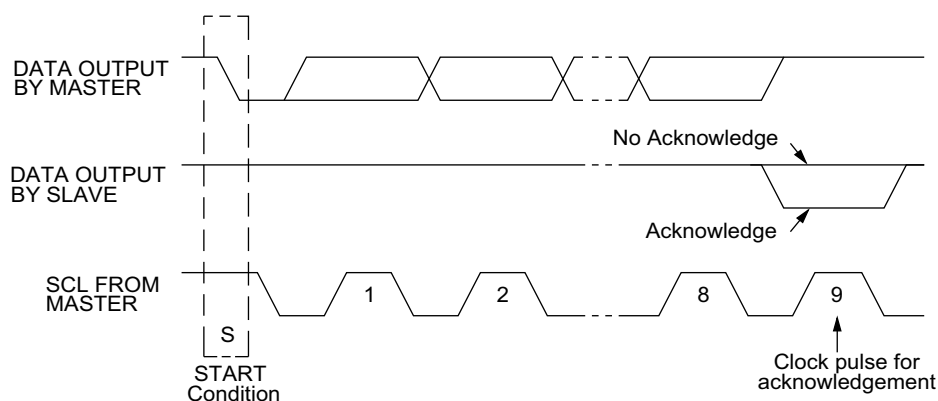 DATA OUTPUT
BY MASTER
No Acknowledge
DATA OUTPUT
BY SLAVE
Acknowledge
SCL FROM
MASTER
1
2
8
9
S
START
Condition
Clock pulse for
acknowledgement